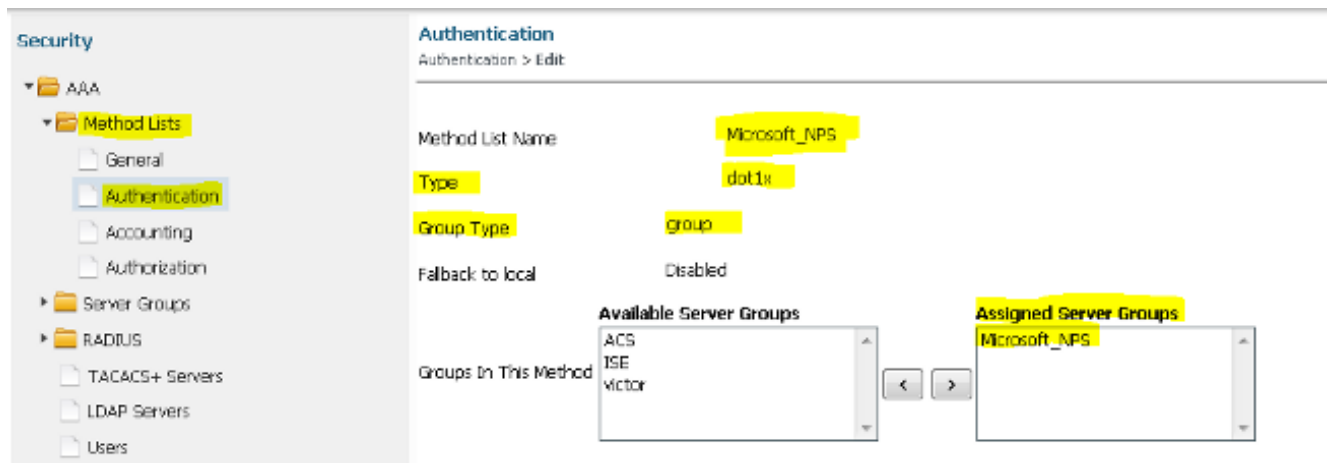 Security
AAA
Method Lists
General
Authentication
Accounting
Authorization
Server Groups
RADIUS
TACACS+ Servers
LDAP Servers
Users
Authentication
Authentication > Edit
Method List Name Microsoft_NPS
Type dot1x
Group Type group
Fallback to local Disabled
Available Server Groups Assigned Server Groups
Groups In This Method
ACS
ISE
victor
< >
Microsoft_NPS